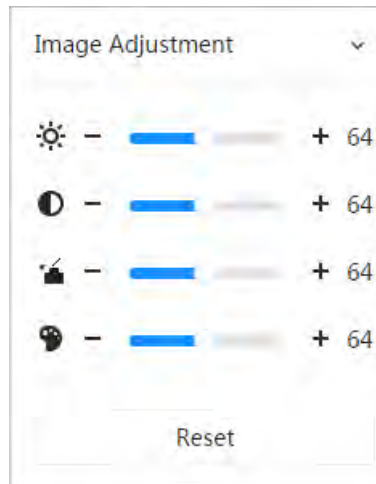 Image Adjustment
- + 64
- + 64
- + 64
- + 64
Reset